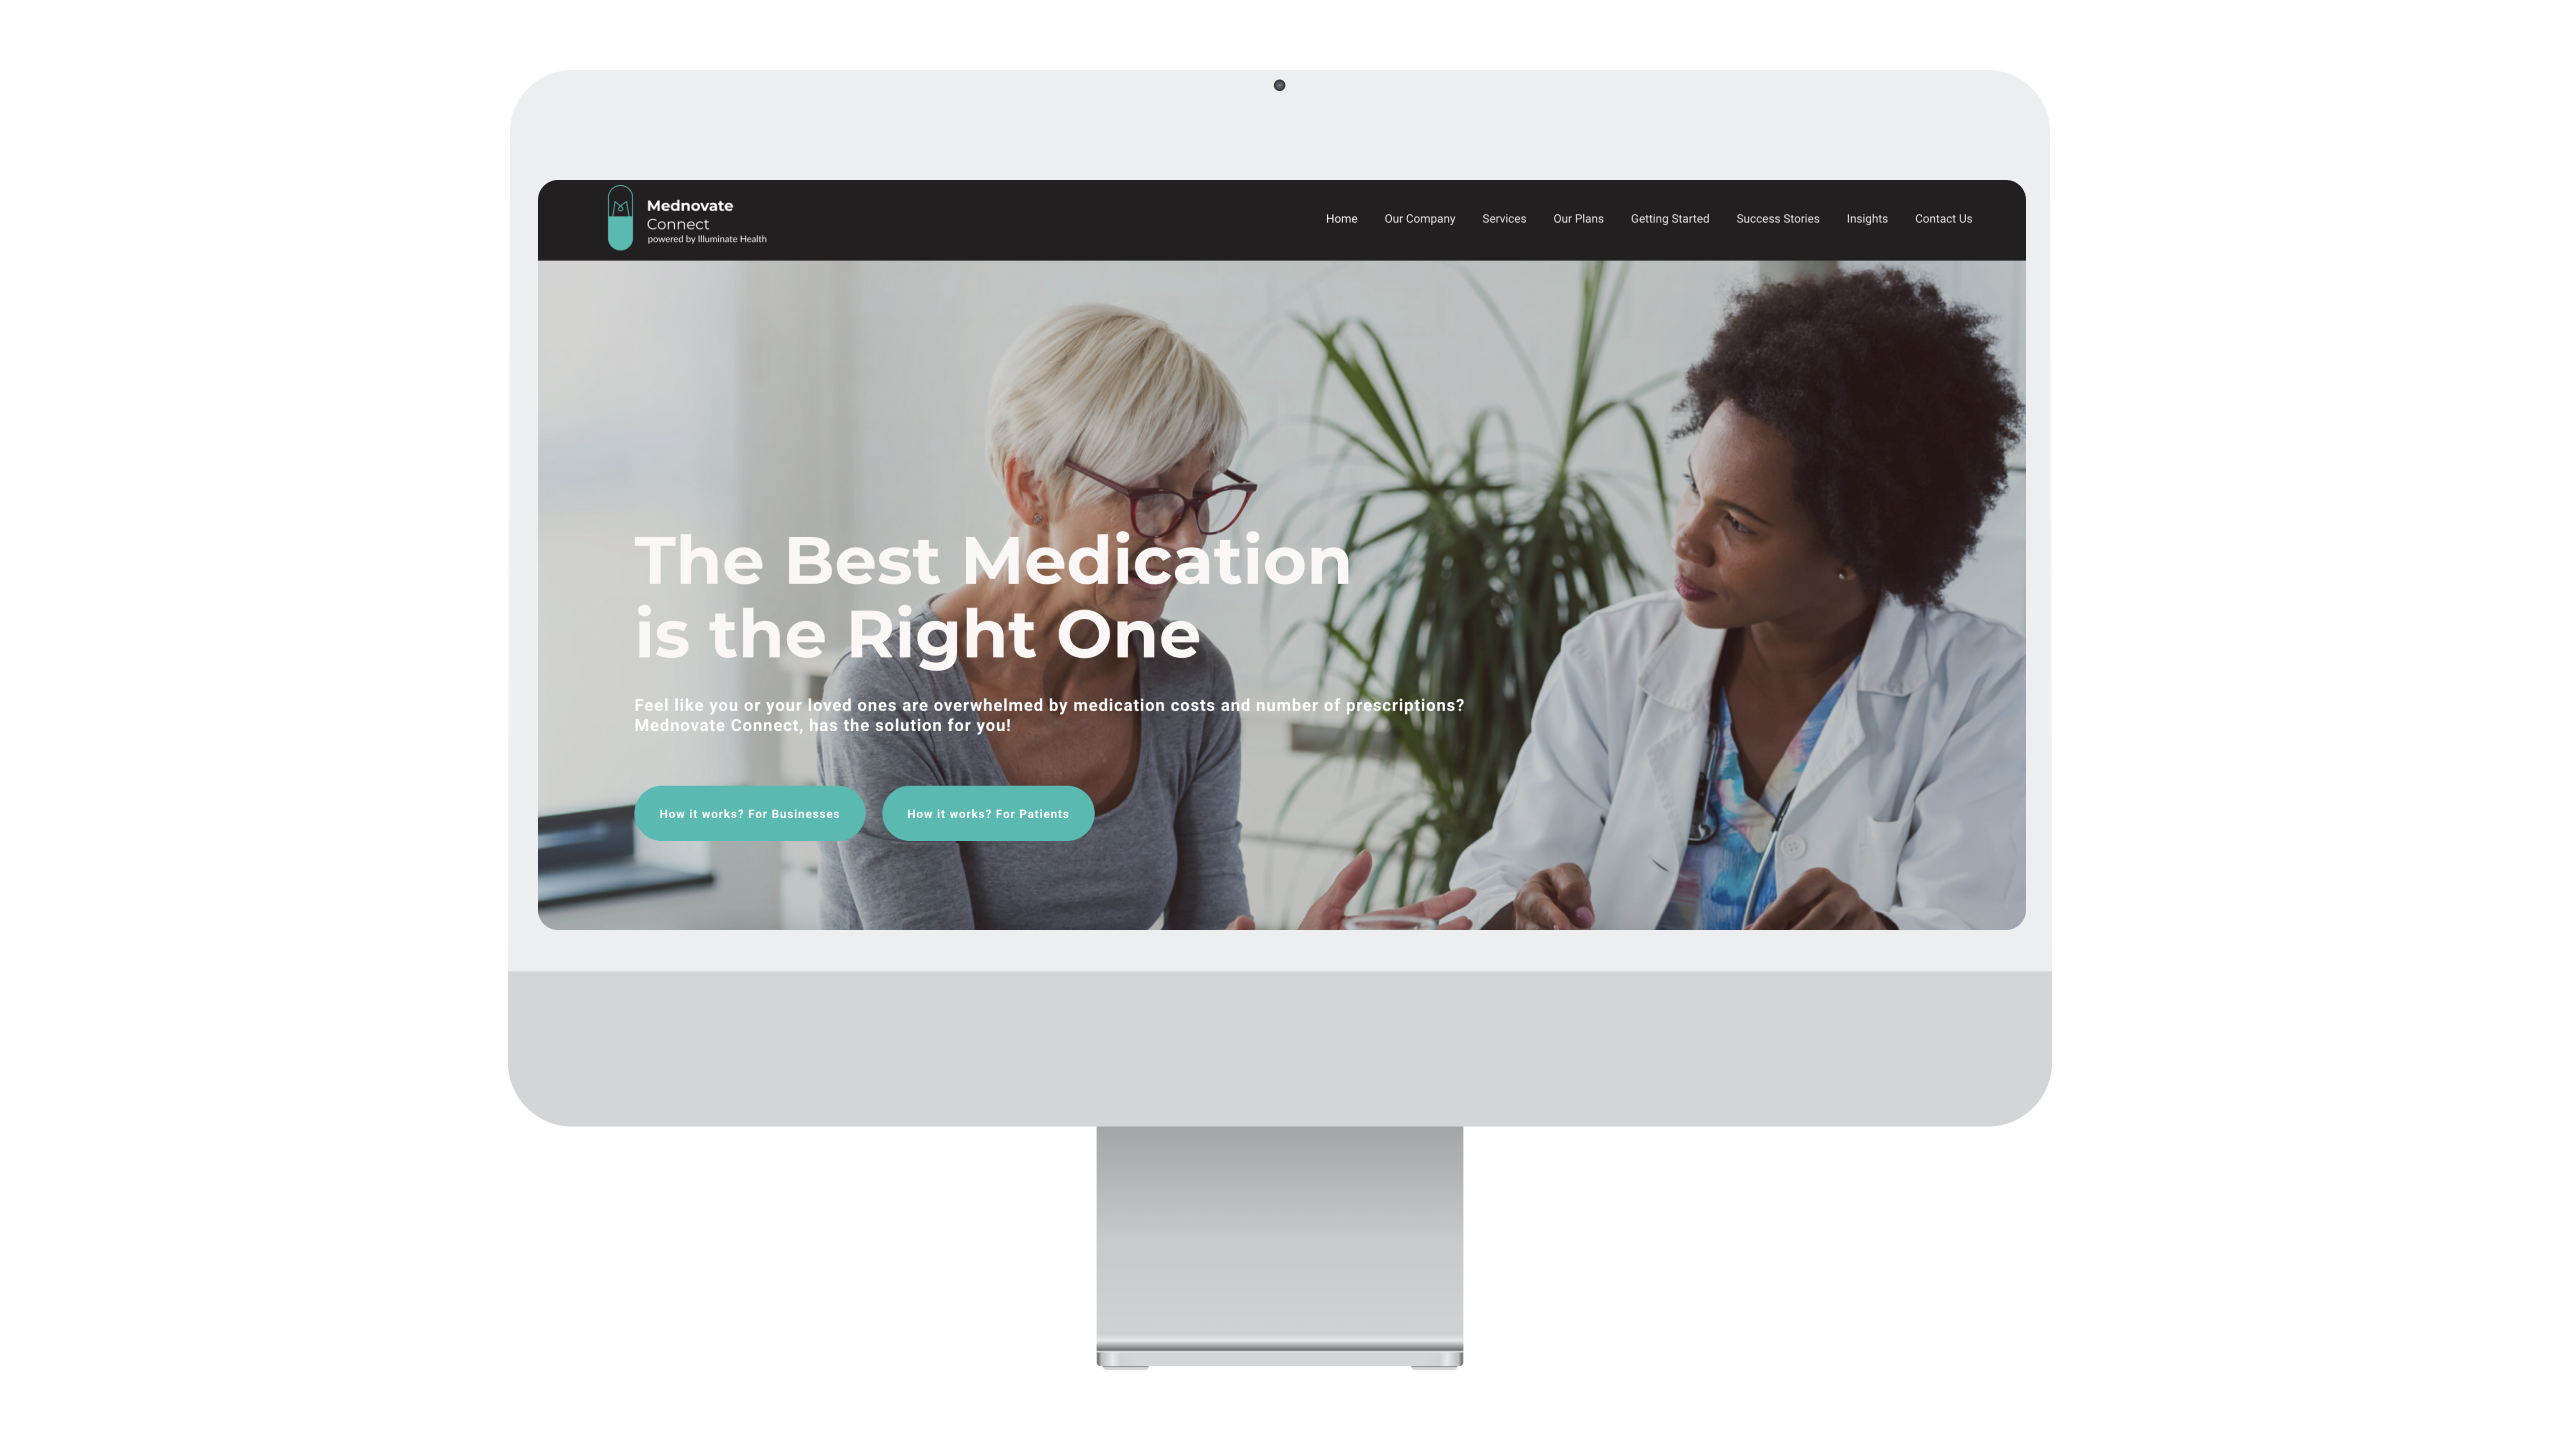 Mednovate
Connect
powered by Illuminate Health
Home Our Company Services Our Plans Getting Started Success Stories Insights Contact Us
The Best Medication
is the Right One
Feel like you or your loved ones are overwhelmed by medication costs and number of prescriptions?
Mednovate Connect, has the solution for you!
How it works? For Businesses How it works? For Patients